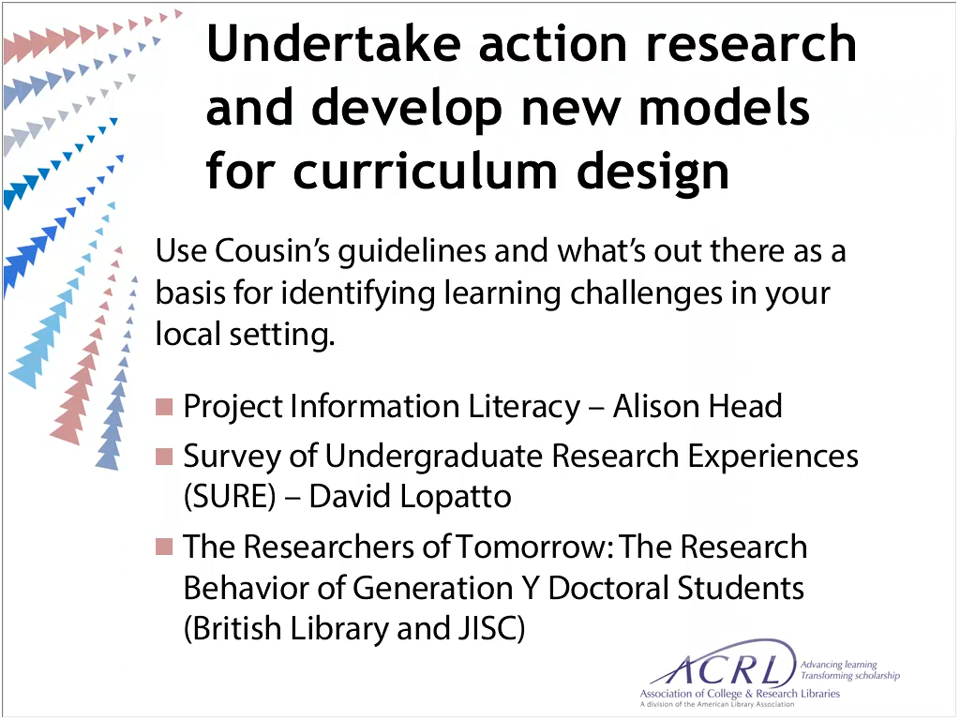 Undertake action research
and develop new models
for curriculum design
Use Cousin's guidelines and what's out there as a
basis for identifying learning challenges in your
local setting.
Project Information Literacy – Alison Head
Survey of Undergraduate Research Experiences
(SURE) – David Lopatto
The Researchers of Tomorrow: The Research
Behavior of Generation Y Doctoral Students
(British Library and JISC)
ACRL
Advancing learning
Transforming scholarship
Association of College & Research Libraries
A division of the American Library Association